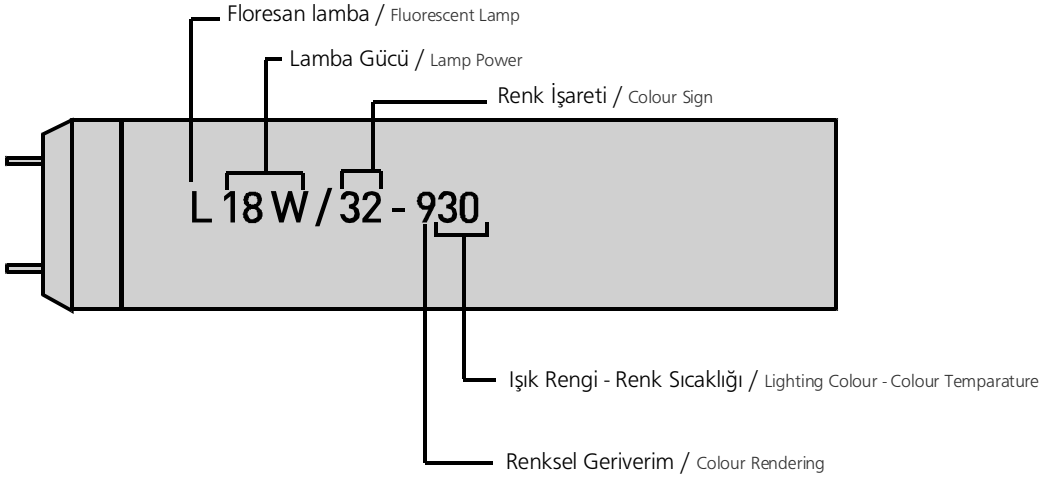 Floresan lamba / Fluorescent Lamp
Lamba Gücü / Lamp Power
Renk İşareti / Colour Sign
L 18 W / 32 - 930
Işık Rengi - Renk Sıcaklığı / Lighting Colour - Colour Temparature
Renksel Geriverim / Colour Rendering